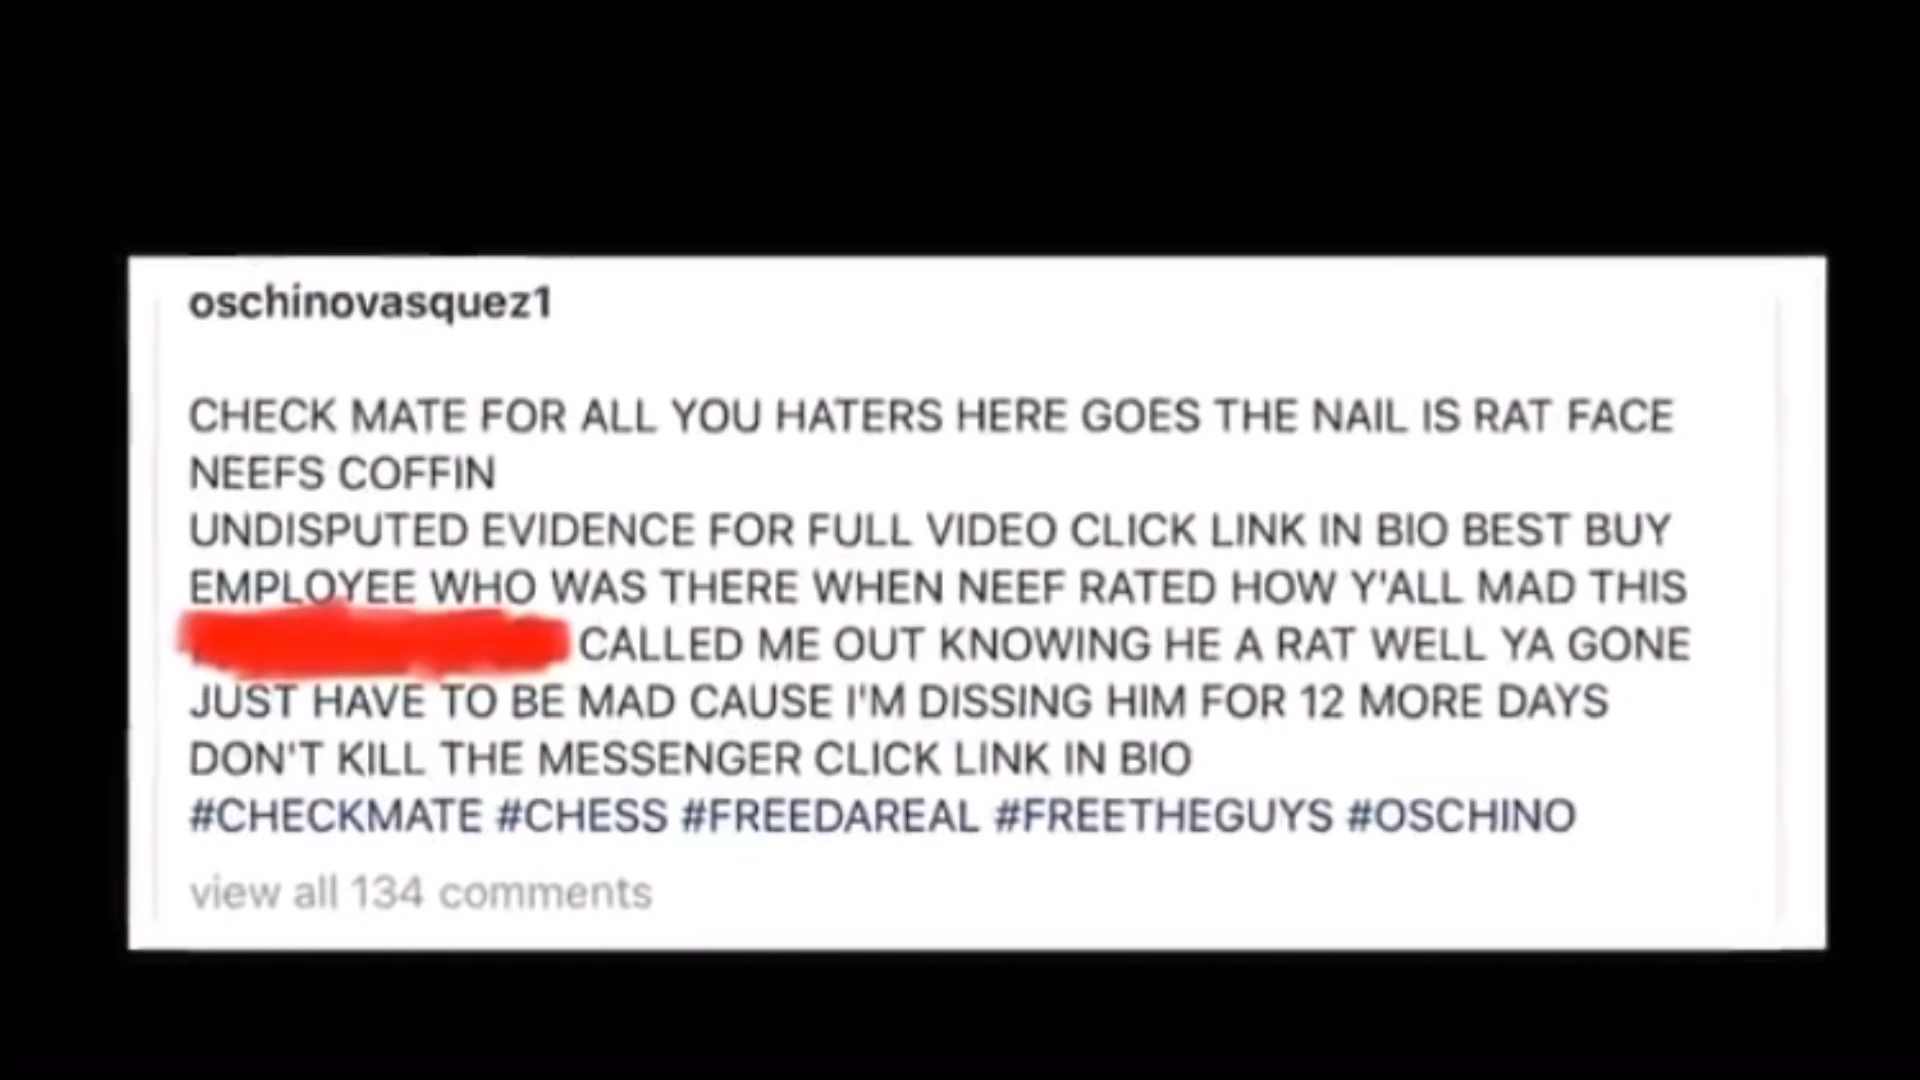 oschinovasquez1
CHECK MATE FOR ALL YOU HATERS HERE GOES THE NAIL IS RAT FACE
NEEFS COFFIN
UNDISPUTED EVIDENCE FOR FULL VIDEO CLICK LINK IN BIO BEST BUY
EMPLOYEE WHO WAS THERE WHEN NEEF RATED HOW Y'ALL MAD THIS
CALLED ME OUT KNOWING HE A RAT WELL YA GONE
JUST HAVE TO BE MAD CAUSE I'M DISSING HIM FOR 12 MORE DAYS
DON'T KILL THE MESSENGER CLICK LINK IN BIO
#CHECKMATE #CHESS #FREEDAREAL #FREETHEGUYS #OSCHINO
view all 134 comments